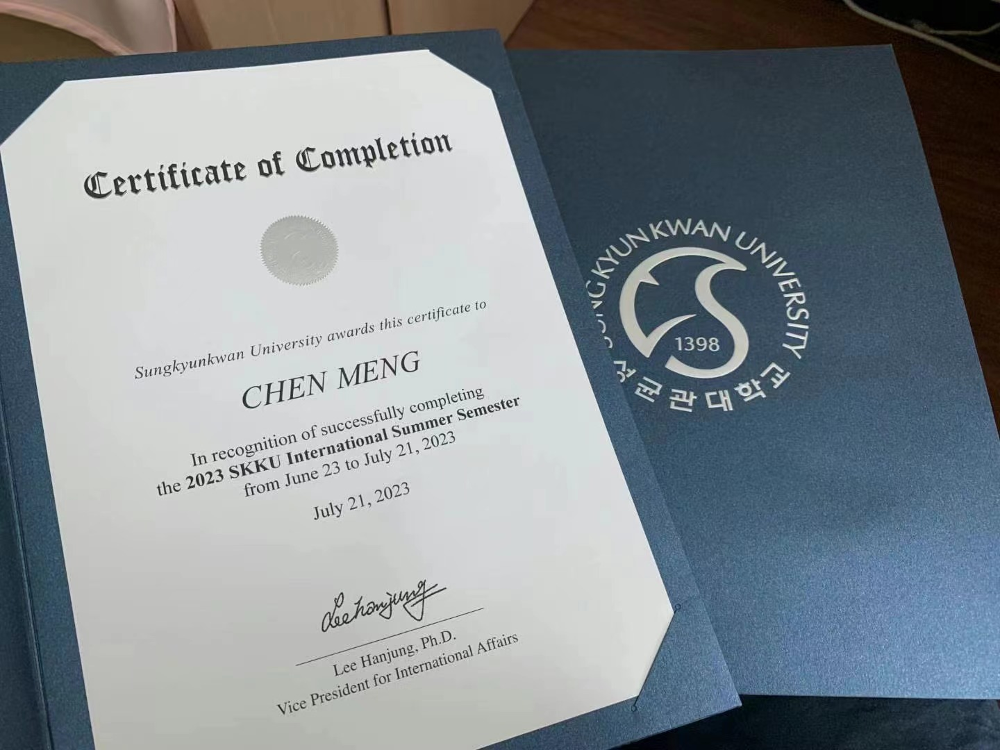 Certificate of Completion
Sungkyunkwan University awards this certificate to
CHEN MENG
In recognition of successfully completing
the 2023 SKKU International Summer Semester
from June 23 to July 21, 2023
July 21, 2023
Leehanjung
Lee Hanjung, Ph.D.
Vice President for International Affairs
SUNGKYUNKWAN UNIVERSITY
1398
성균관대학교